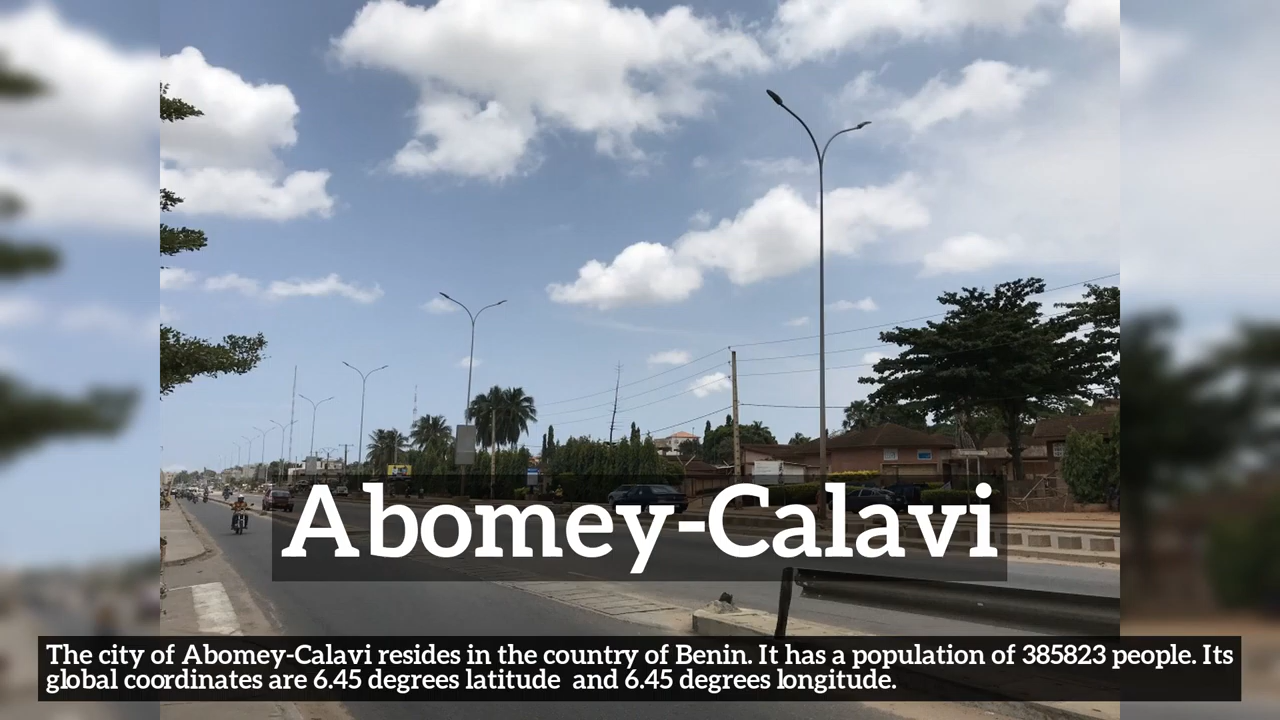 Abomey-Calavi
The city of Abomey-Calavi resides in the country of Benin. It has a population of 385823 people. Its
global coordinates are 6.45 degrees latitude  and 6.45 degrees longitude.